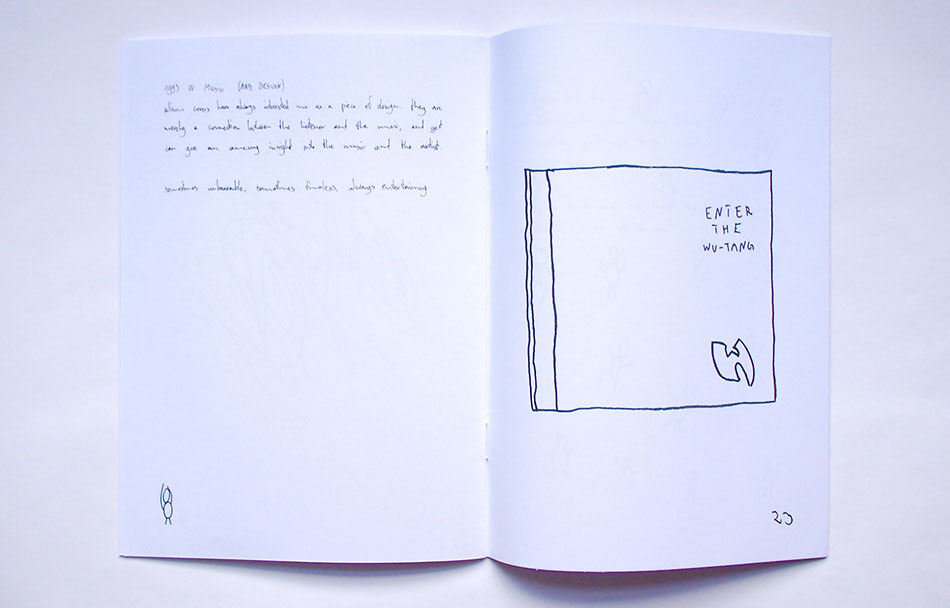 1993 in Music (and Design)
album covers have always interested me as a piece of design. they are
merely a connection between the listener and the music, and yet
can give an amazing insight into the music and the artist.
sometimes unbearable, sometimes timeless, always entertaining
ENTER
THE
WU-TANG
23